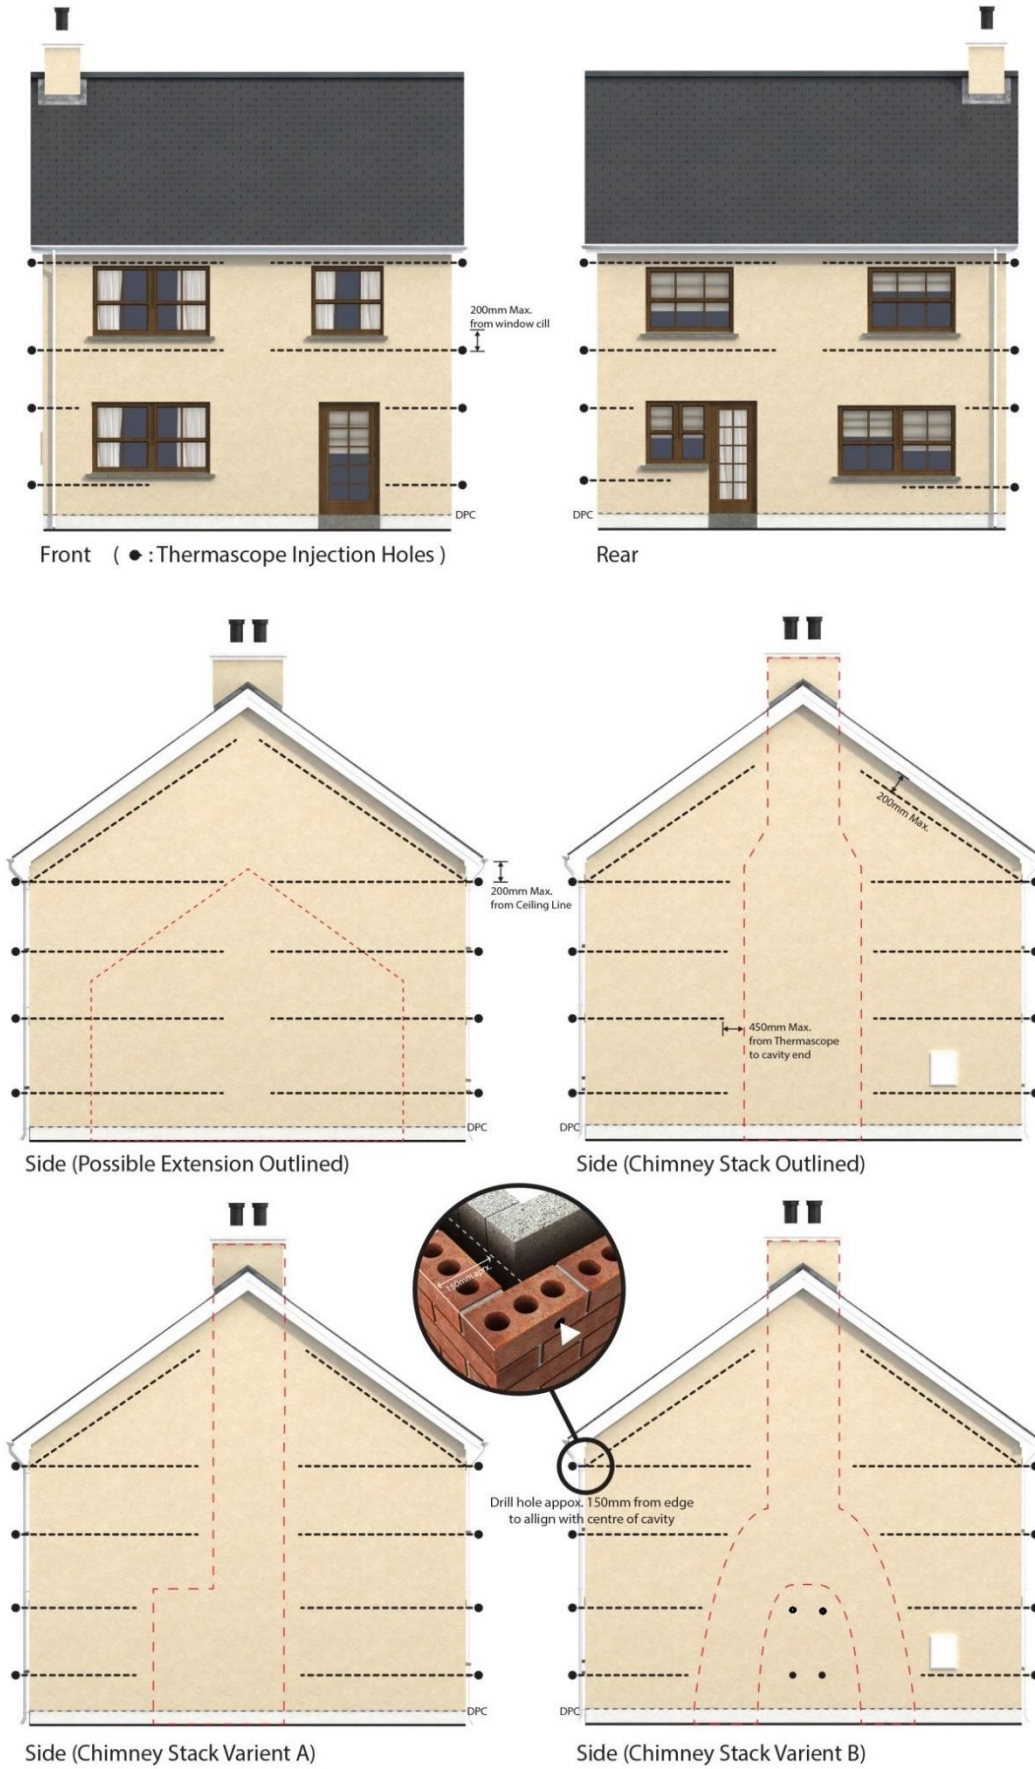 200mm Max.
from window cill
DPC
DPC
Front ( : Thermascope Injection Holes )
Rear
200mm Max.
200mm Max.
from Ceiling Line
450mm Max.
from Thermascope
to cavity end
DPC
DPC
Side (Possible Extension Outlined)
Side (Chimney Stack Outlined)
150mm aprx.
Drill hole appox. 150mm from edge
to allign with centre of cavity
DPC
DPC
Side (Chimney Stack Varient A)
Side (Chimney Stack Varient B)